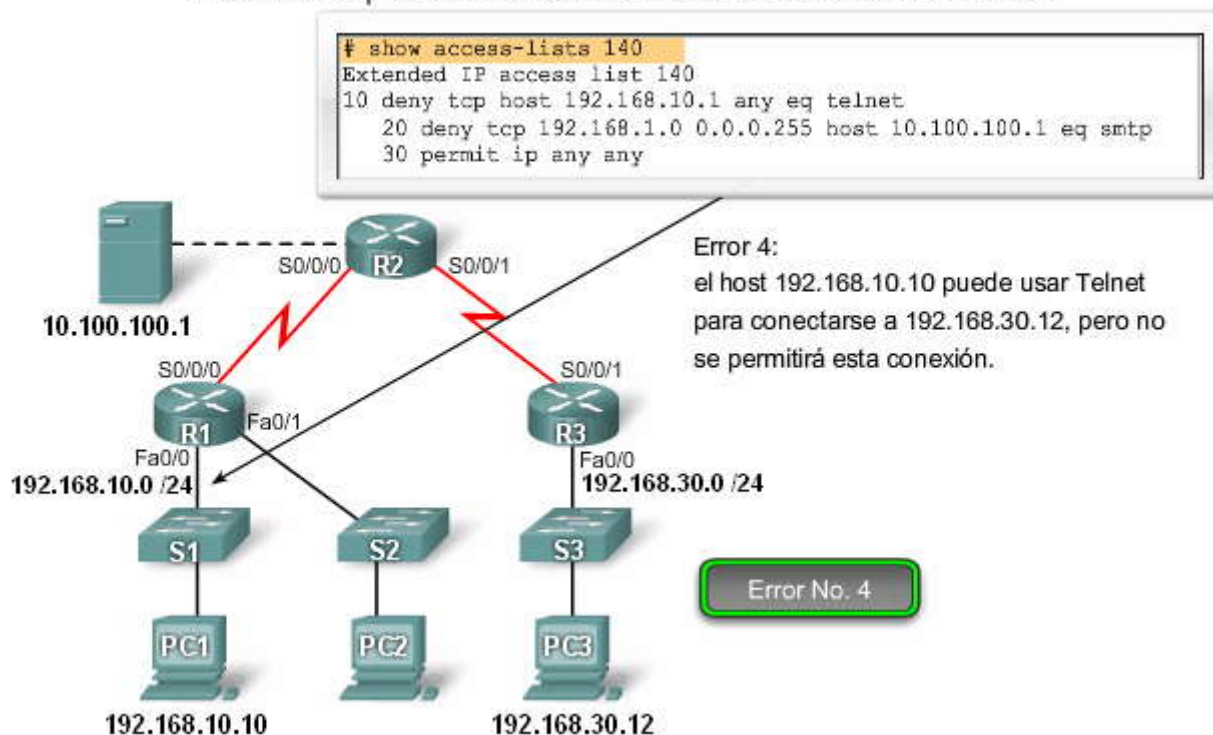 # show access-lists 140
Extended IP access list 140
10 deny tcp host 192.168.10.1 any eq telnet
20 deny tcp 192.168.1.0 0.0.0.255 host 10.100.100.1 eq smtp
30 permit ip any any
Error 4:
el host 192.168.10.10 puede usar Telnet
para conectarse a 192.168.30.12, pero no
se permitirá esta conexión.
S0/0/0
R2
S0/0/1
10.100.100.1
S0/0/0
S0/0/1
R1
Fa0/1
R3
Fa0/0
Fa0/0
192.168.10.0 /24
192.168.30.0 /24
S1
S2
S3
Error No. 4
PC1
PC2
PC3
192.168.10.10
192.168.30.12